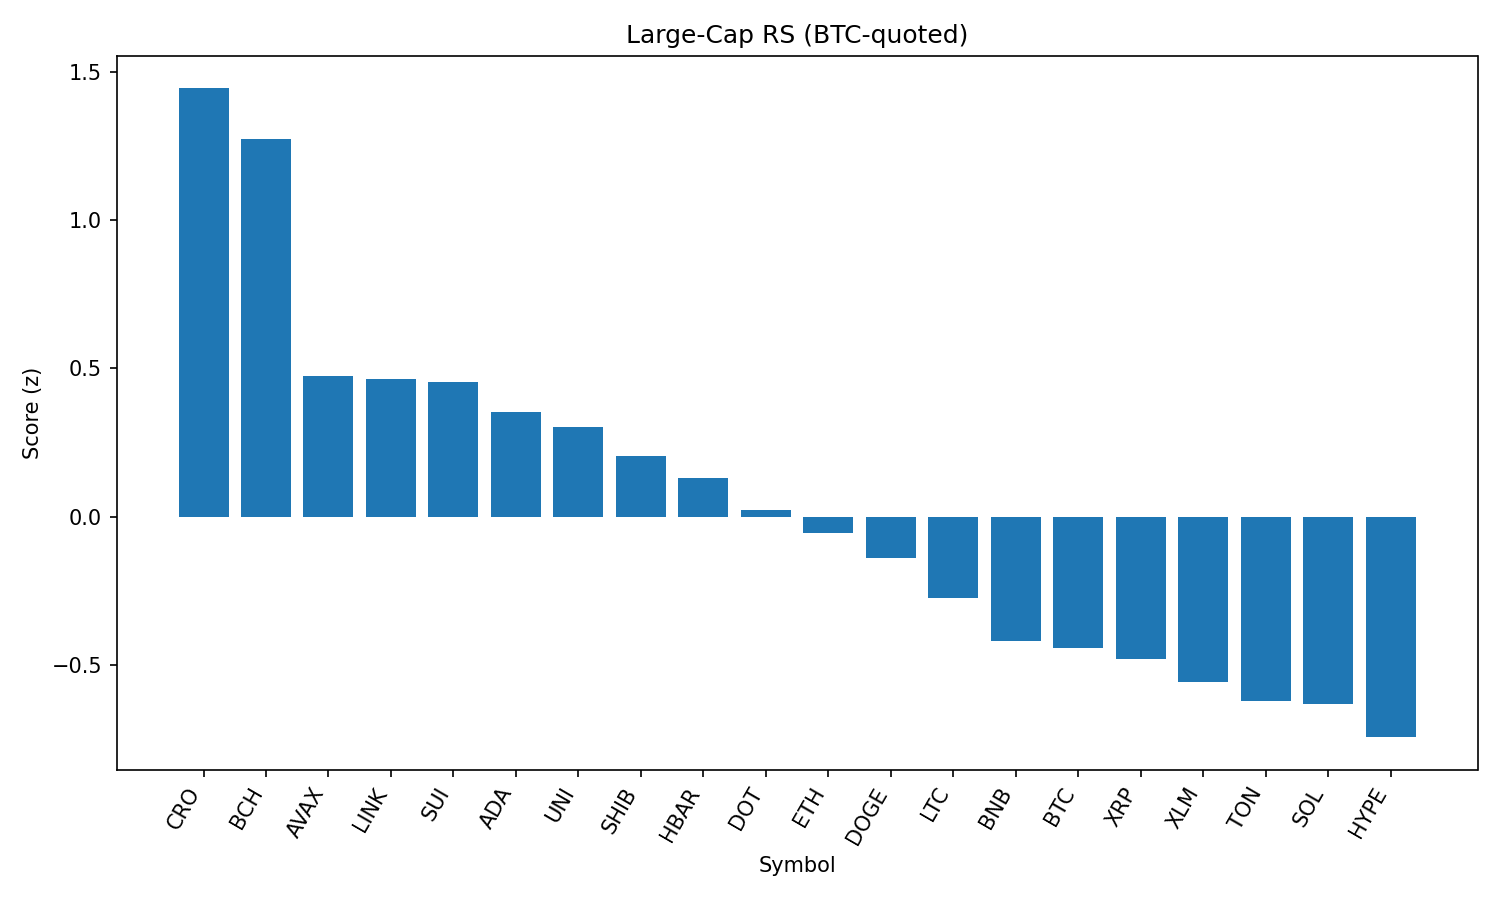 Large-Cap RS (BTC-quoted)
1.5
1.0
0.5
0.0
−0.5
Score (z)
CRO
BCH
AVAX
LINK
SUI
ADA
UNI
SHIB
HBAR
DOT
ETH
DOGE
LTC
BNB
BTC
XRP
XLM
TON
SOL
HYPE
Symbol